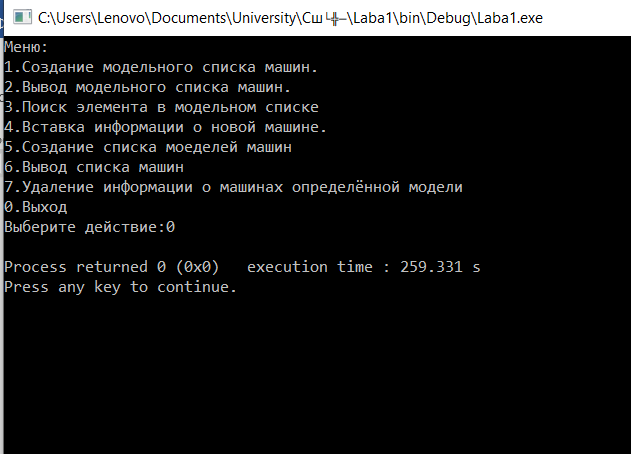 C:\Users\Lenovo\Documents\University\Сш└╬─\Laba1\bin\Debug\Laba1.exe
Меню:
1.Создание модельного списка машин.
2.Вывод модельного списка машин.
3.Поиск элемента в модельном списке
4.Вставка информации о новой машине.
5.Создание списка моеделей машин
6.Вывод списка машин
7.Удаление информации о машинах определённой модели
0.Выход
Выберите действие:0
Process returned 0 (0x0)   execution time : 259.331 s
Press any key to continue.